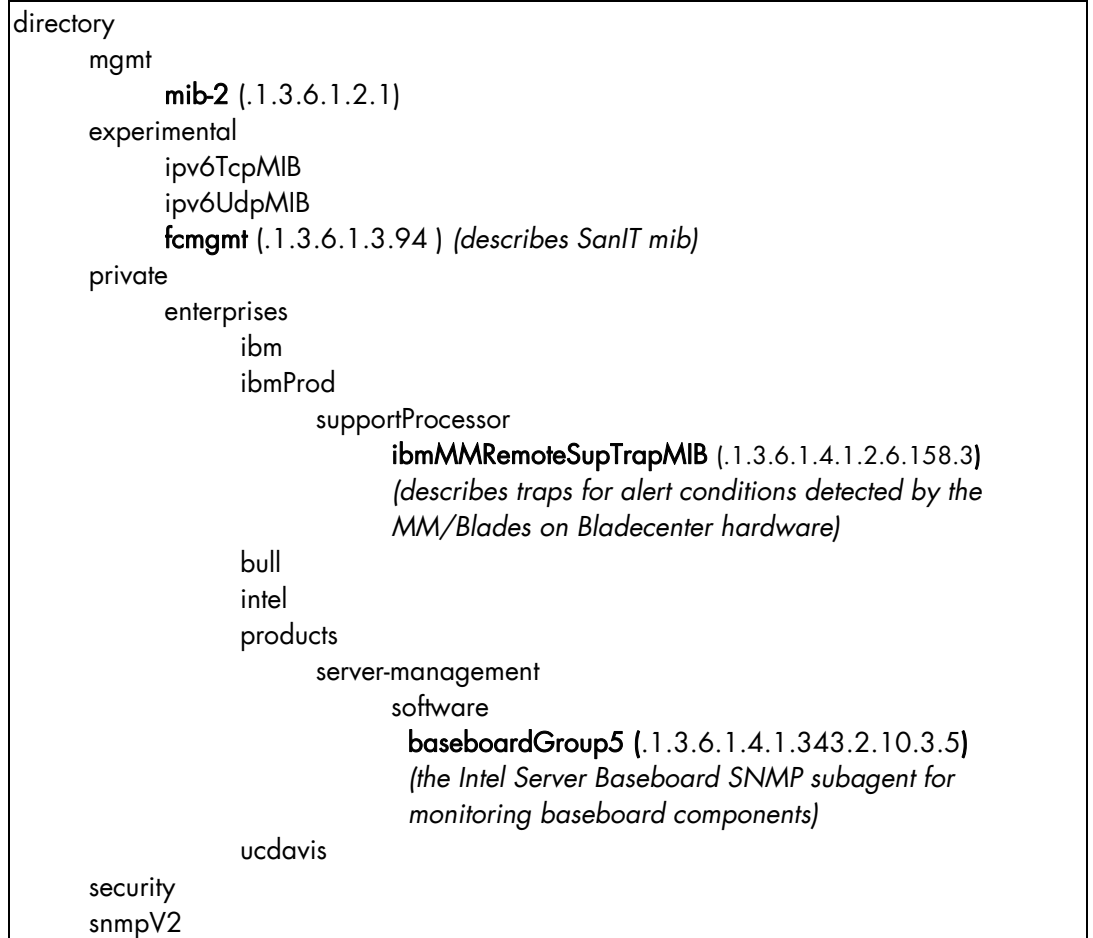 directory
mgmt
mib-2 (.1.3.6.1.2.1)
experimental
ipv6TcpMIB
ipv6UdpMIB
fcmgmt (.1.3.6.1.3.94 ) (describes SanIT mib)
private
enterprises
ibm
ibmProd
supportProcessor
ibmMMRemoteSupTrapMIB (.1.3.6.1.4.1.2.6.158.3)
(describes traps for alert conditions detected by the
MM/Blades on Bladecenter hardware)
bull
intel
products
server-management
software
baseboardGroup5 (.1.3.6.1.4.1.343.2.10.3.5)
(the Intel Server Baseboard SNMP subagent for
monitoring baseboard components)
ucdavis
security
snmpV2